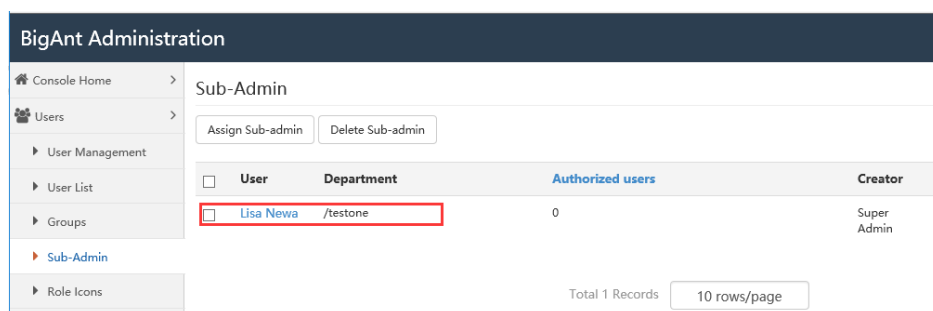 BigAnt Administration
Console Home
Users
User Management
User List
Groups
Sub-Admin
Role Icons
Sub-Admin
Assign Sub-admin Delete Sub-admin
User Department Authorized users Creator
Lisa Newa /testone 0 Super
Admin
Total 1 Records 10 rows/page